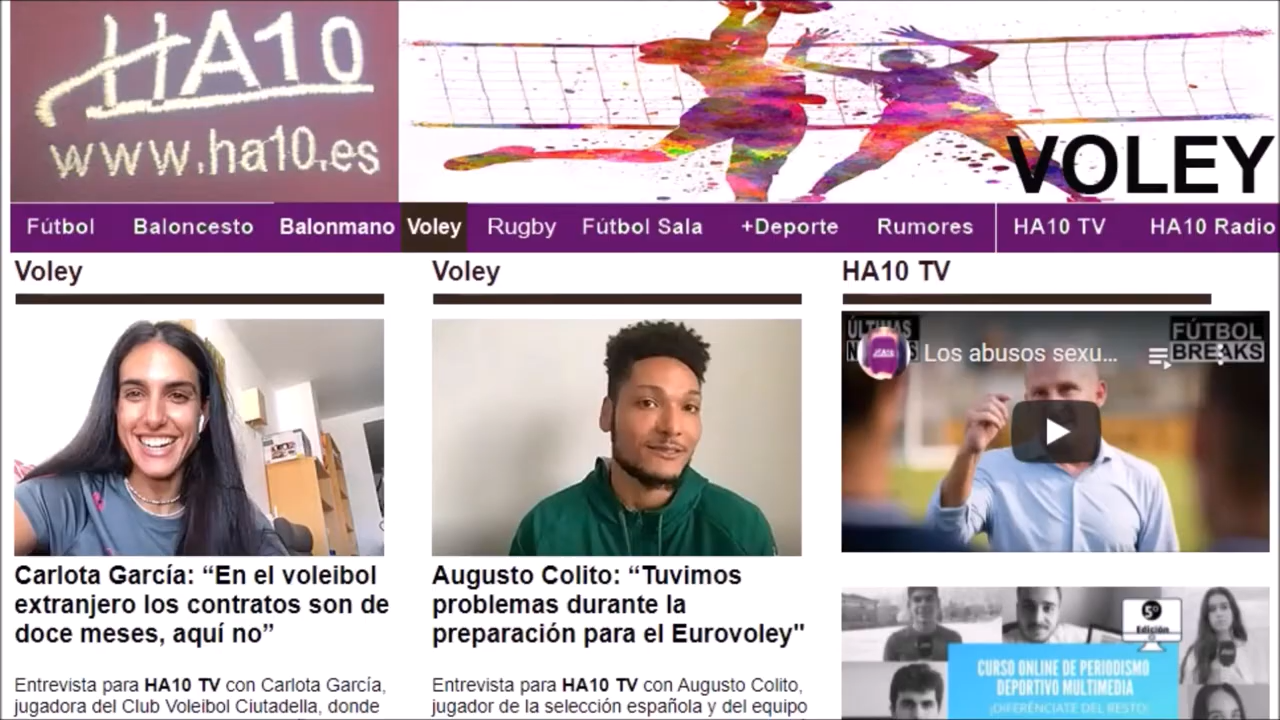 HA10
www.ha10.es
VOLEY
Fútbol Baloncesto Balonmano Voley Rugby Fútbol Sala +Deporte Rumores HA10 TV HA10 Radio
Voley
Carlota García: “En el voleibol
extranjero los contratos son de
doce meses, aquí no”
Entrevista para HA10 TV con Carlota García,
jugadora del Club Voleibol Ciutadella, donde
Voley
Augusto Colito: “Tuvimos
problemas durante la
preparación para el Eurovoley"
Entrevista para HA10 TV con Augusto Colito,
jugador de la selección española y del equipo
HA10 TV
Los abusos sexu...
FÚTBOL
BREAKS
5º
Edición
CURSO ONLINE DE PERIODISMO
DEPORTIVO MULTIMEDIA
¡DIFERÉNCIATE DEL RESTO!